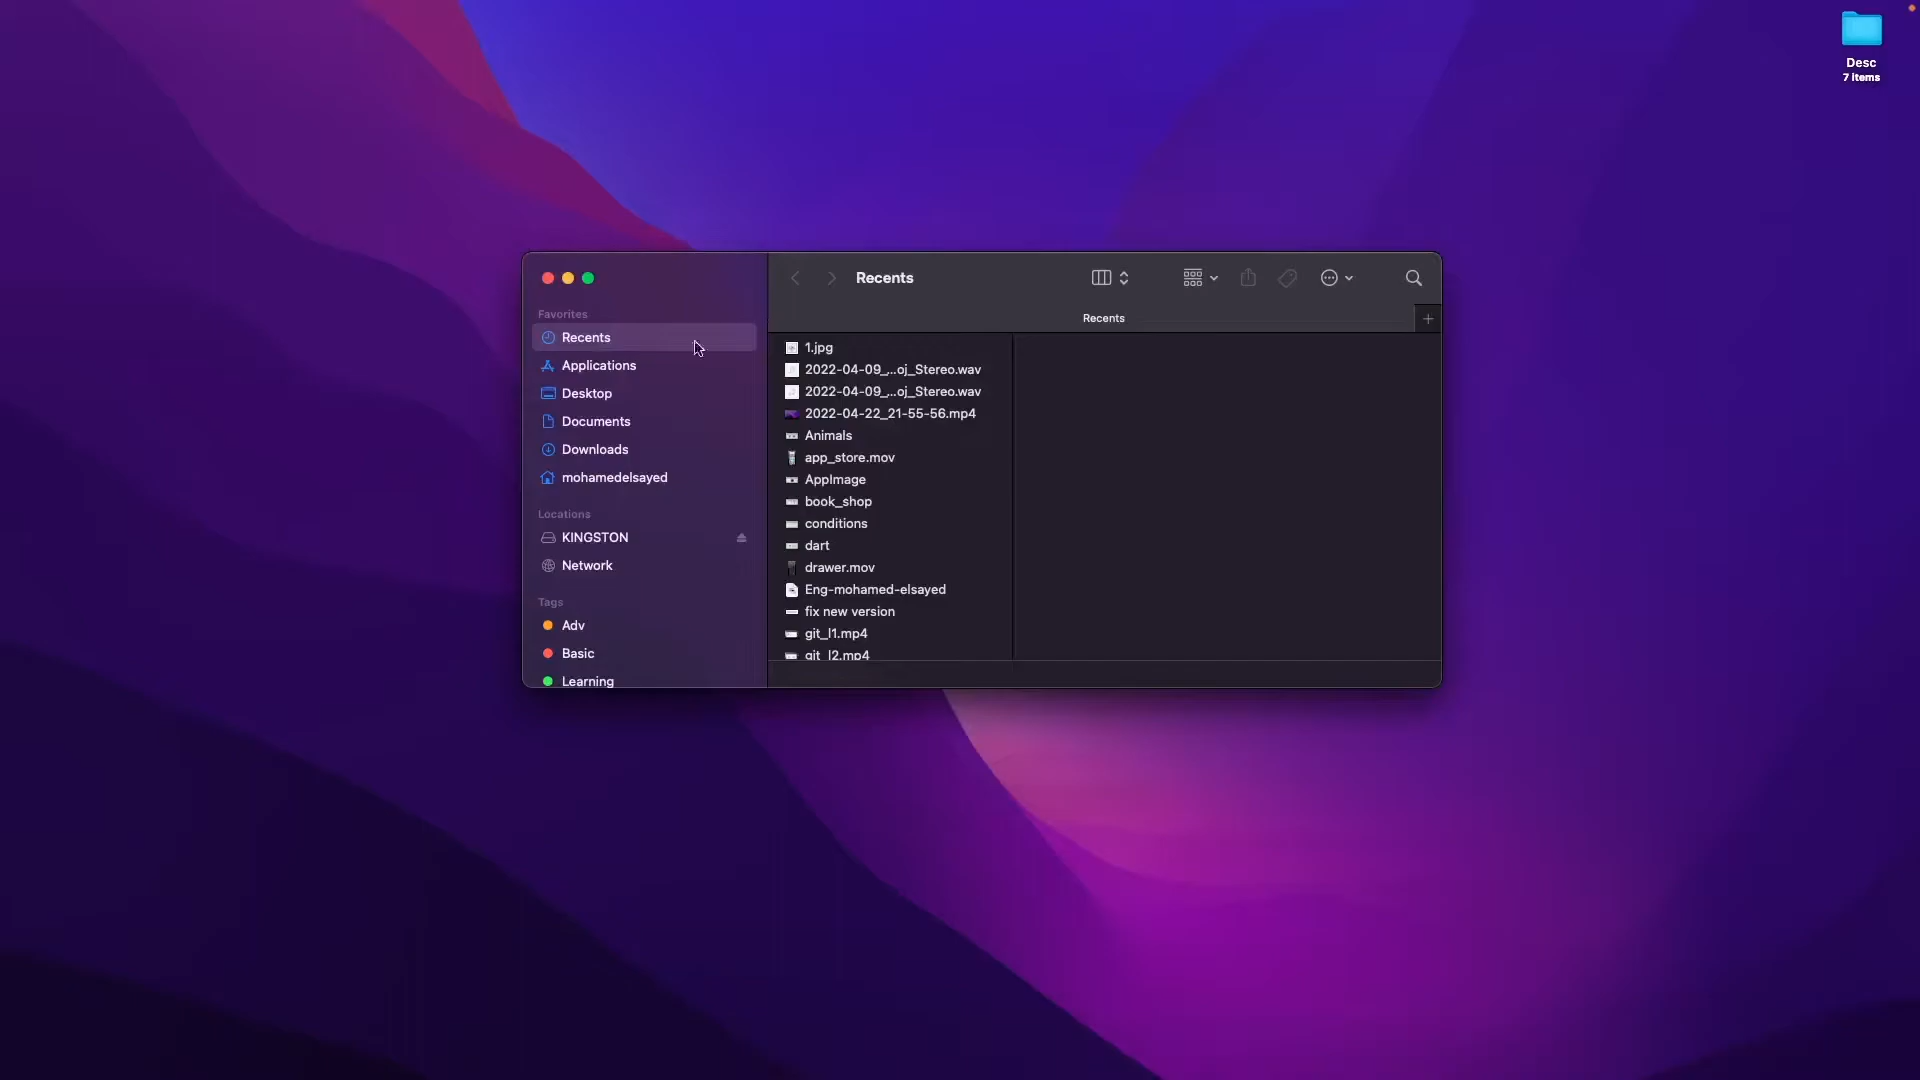 Desc
7 items
Recents
Recents
Favorites
Recents
Applications
Desktop
Documents
Downloads
mohamedelsayed
Locations
KINGSTON
Network
Tags
Adv
Basic
Learning
1.jpg
2022-04-09_...oj_Stereo.wav
2022-04-09_...oj_Stereo.wav
2022-04-22_21-55-56.mp4
Animals
app_store.mov
AppImage
book_shop
conditions
dart
drawer.mov
Eng-mohamed-elsayed
fix new version
git_l1.mp4
git_l2.mp4